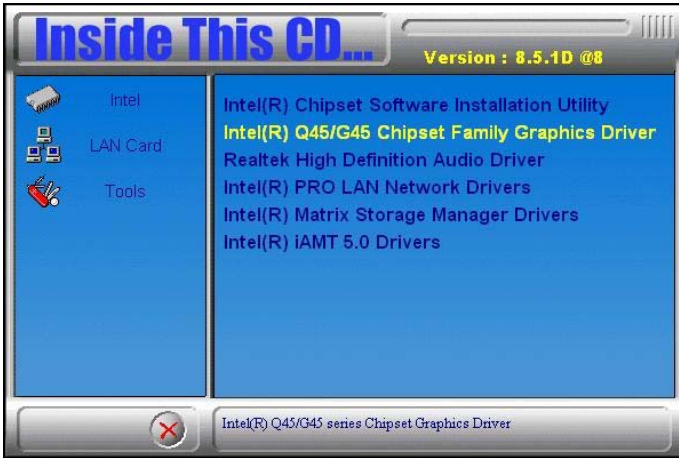 Inside This CD...
Version : 8.5.1D @8
Intel
LAN Card
Tools
Intel(R) Chipset Software Installation Utility
Intel(R) Q45/G45 Chipset Family Graphics Driver
Realtek High Definition Audio Driver
Intel(R) PRO LAN Network Drivers
Intel(R) Matrix Storage Manager Drivers
Intel(R) iAMT 5.0 Drivers
Intel(R) Q45/G45 series Chipset Graphics Driver